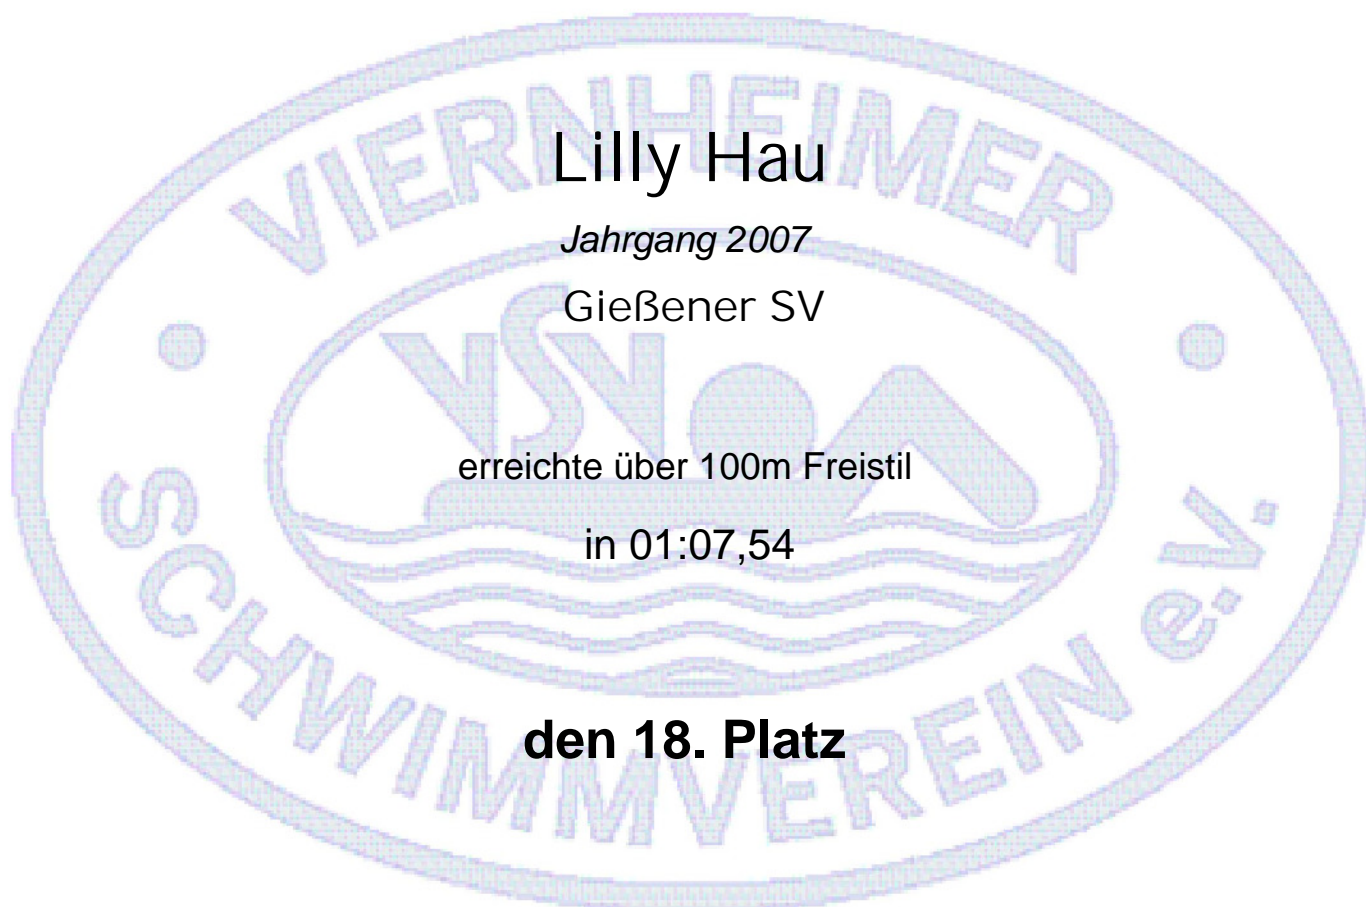 VIERNHEIMER
Lilly Hau
Jahrgang 2007
Gießener SV
VSV
erreichte über 100m Freistil
in 01:07,54
den 18. Platz
SCHWIMMVEREIN e.V.